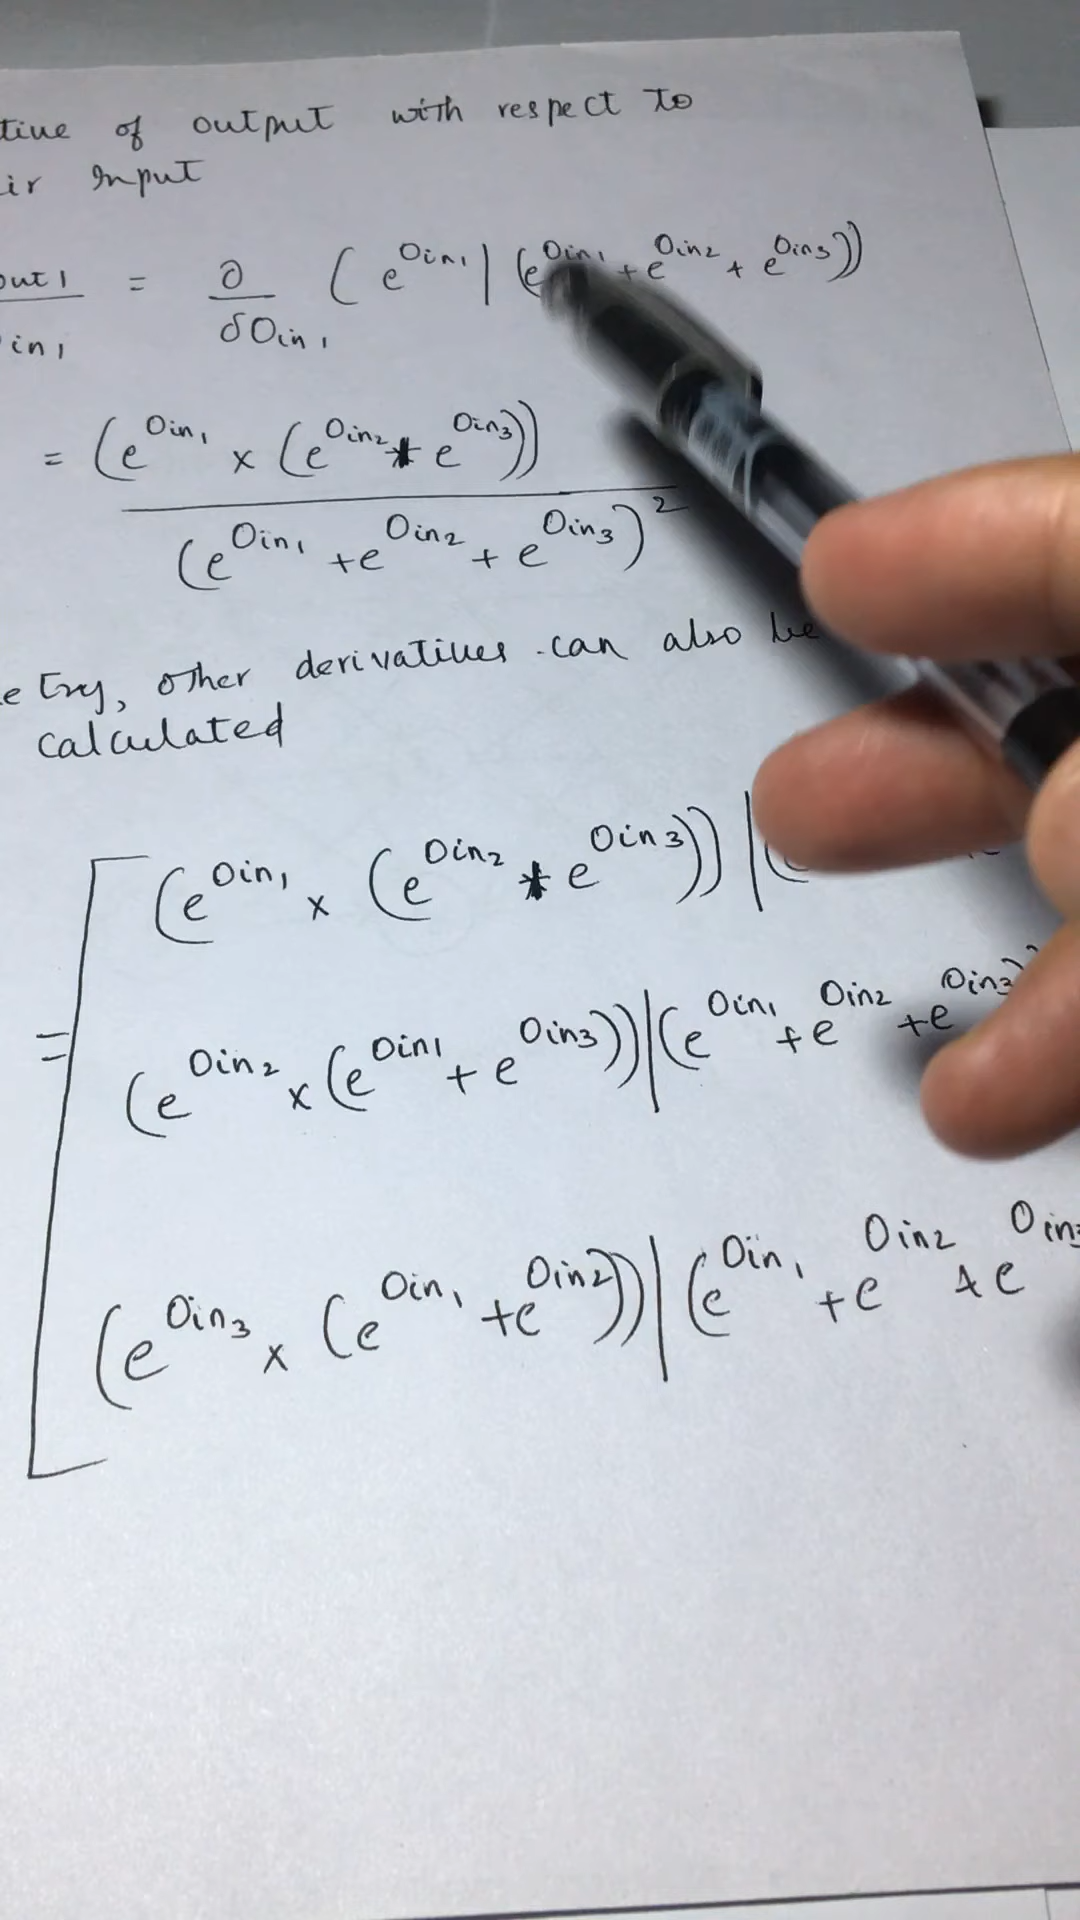 tive of output with respect to
ir Input
out1 = ∂ ( e^Oin1 | (e^Oin1 + e^Oin2 + e^Oin3))
in1 δOin1
= (e^Oin1 x (e^Oin2 * e^Oin3))
(e^Oin1 + e^Oin2 + e^Oin3)^2
e try, other derivatives can also be
calculated
(e^Oin1 x (e^Oin2 * e^Oin3)) | (
= (e^Oin2 x (e^Oin1 + e^Oin3)) | (e^Oin1 + e^Oin2 + e^Oin3)
(e^Oin3 x (e^Oin1 + e^Oin2)) | (e^Oin1 + e^Oin2 + e^Oin3